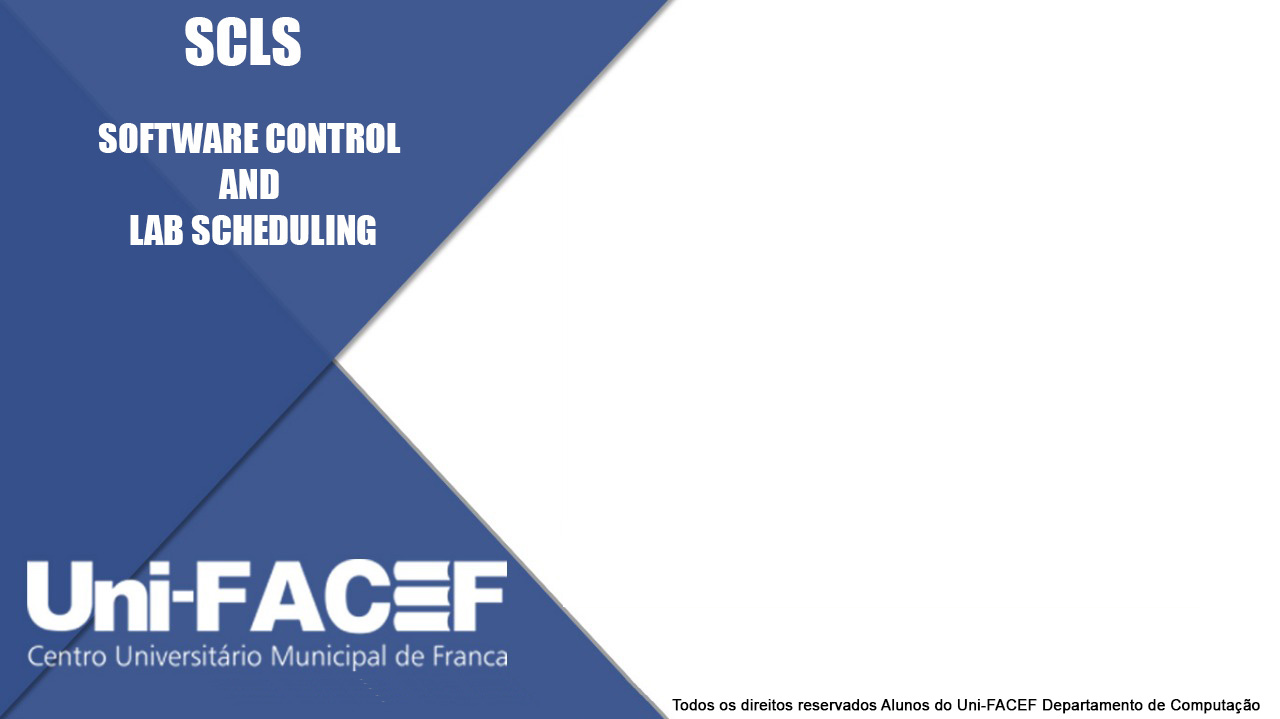 SCLS
SOFTWARE CONTROL
AND
LAB SCHEDULING
Uni-FACEF
Centro Universitário Municipal de Franca
Todos os direitos reservados Alunos do Uni-FACEF Departamento de Computação